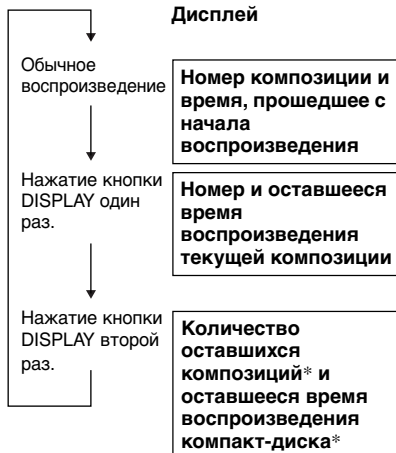 Дисплей
Обычное
воспроизведение
Номер композиции и
время, прошедшее с
начала
воспроизведения
Нажатие кнопки
DISPLAY один
раз.
Номер и оставшееся
время
воспроизведения
текущей композиции
Нажатие кнопки
DISPLAY второй
раз.
Количество
оставшихся
композиций* и
оставшееся время
воспроизведения
компакт-диска*